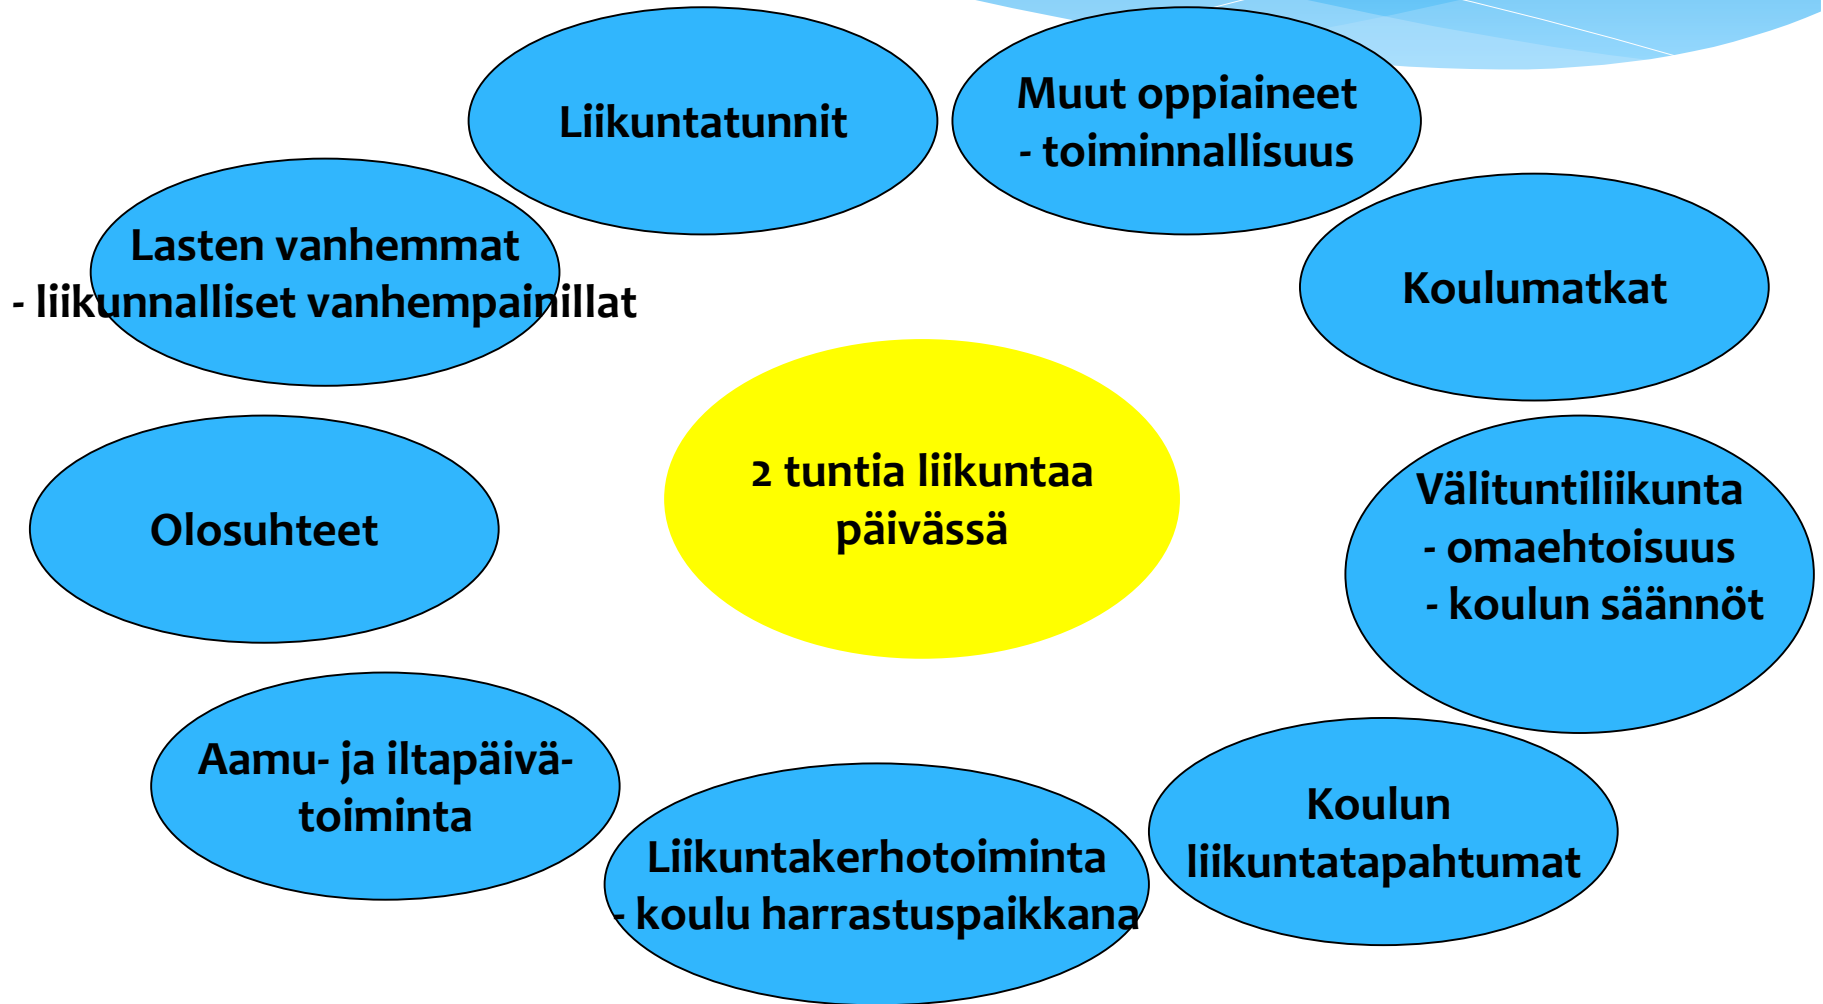 Liikuntatunnit
Muut oppiaineet
- toiminnallisuus
Lasten vanhemmat
- liikunnalliset vanhempainillat
Koulumatkat
2 tuntia liikuntaa
päivässä
Välituntiliikunta
- omaehtoisuus
- koulun säännöt
Olosuhteet
Aamu- ja iltapäivä-
toiminta
Liikuntakerhotoiminta
- koulu harrastuspaikkana
Koulun
liikuntatapahtumat